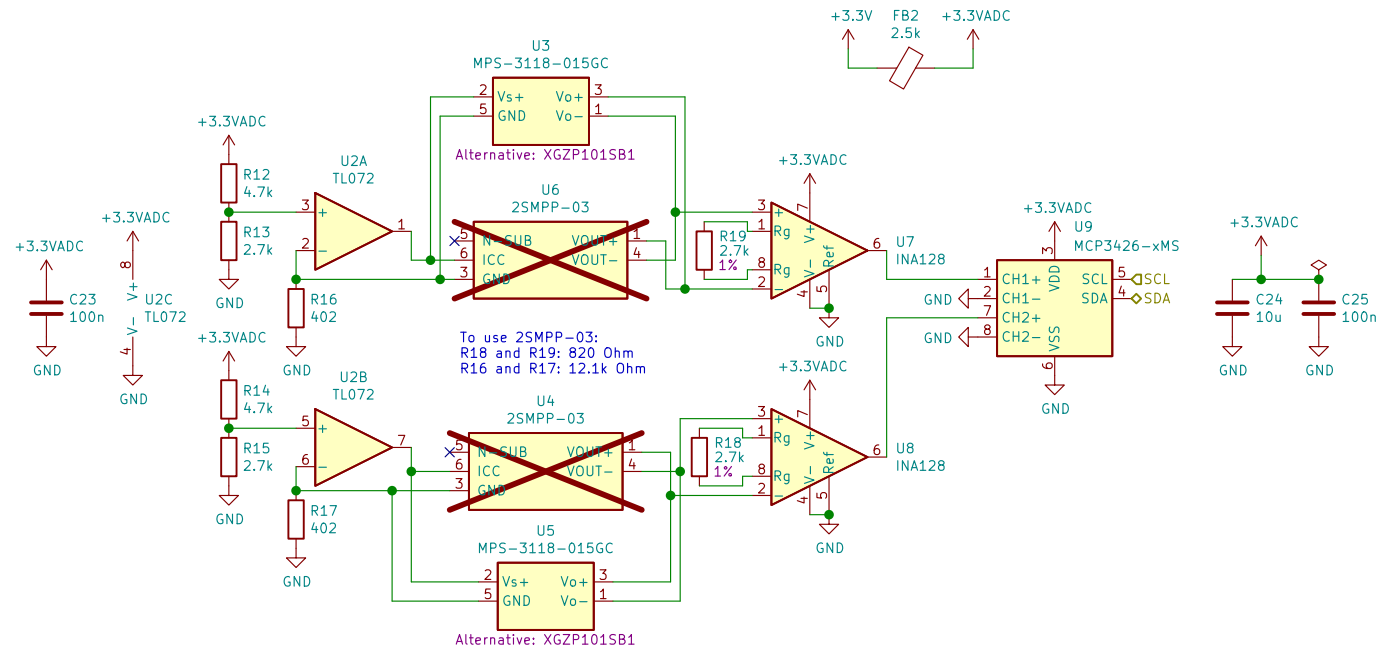 +3.3V
FB2
2.5k
+3.3VADC
U3
MPS-3118-015GC
2
Vs+
Vo+
3
5
GND
Vo-
1
Alternative: XGZP101SB1
+3.3VADC
R12
4.7k
R13
2.7k
GND
U2A
TL072
3
+
2
-
1
R16
402
GND
U6
2SMPP-03
5
N-SUB
VOUT+
1
6
ICC
VOUT-
4
3
GND
+3.3VADC
R19
2.7k
1%
3
+
1
Rg
8
Rg
2
-
7
V+
V-
4
Ref
5
6
U7
INA128
GND
+3.3VADC
U9
MCP3426-xMS
3
VDD
1
CH1+
SCL
5
SCL
GND
2
CH1-
SDA
4
SDA
7
CH2+
GND
8
CH2-
VSS
6
GND
+3.3VADC
C24
10u
GND
C25
100n
GND
+3.3VADC
C23
100n
GND
+3.3VADC
8
V+
U2C
TL072
V-
4
GND
To use 2SMPP-03:
R18 and R19: 820 Ohm
R16 and R17: 12.1k Ohm
+3.3VADC
R14
4.7k
R15
2.7k
GND
U2B
TL072
5
+
6
-
7
R17
402
GND
U4
2SMPP-03
5
N-SUB
VOUT+
1
6
ICC
VOUT-
4
3
GND
+3.3VADC
R18
2.7k
1%
3
+
1
Rg
8
Rg
2
-
7
V+
V-
4
Ref
5
6
U8
INA128
GND
U5
MPS-3118-015GC
2
Vs+
Vo+
3
5
GND
Vo-
1
Alternative: XGZP101SB1